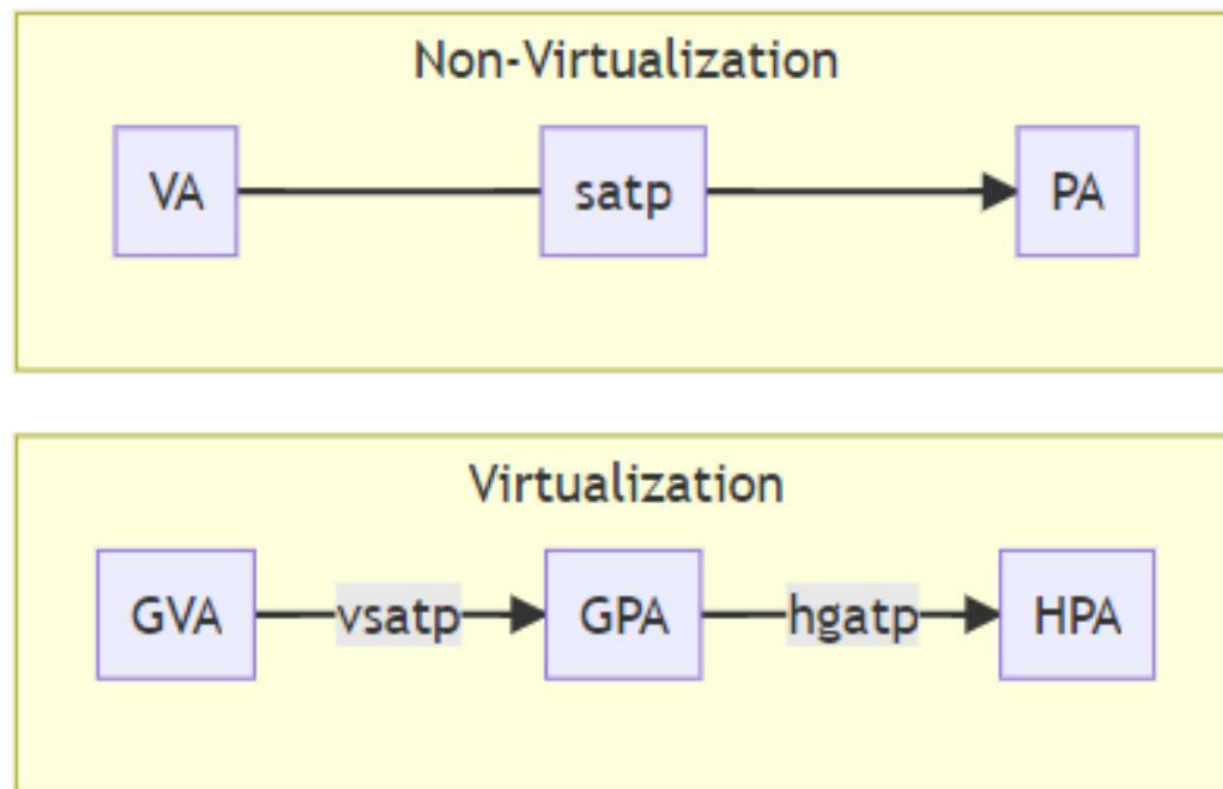 Non-Virtualization
VA satp PA
Virtualization
GVA vsatp GPA hgatp HPA